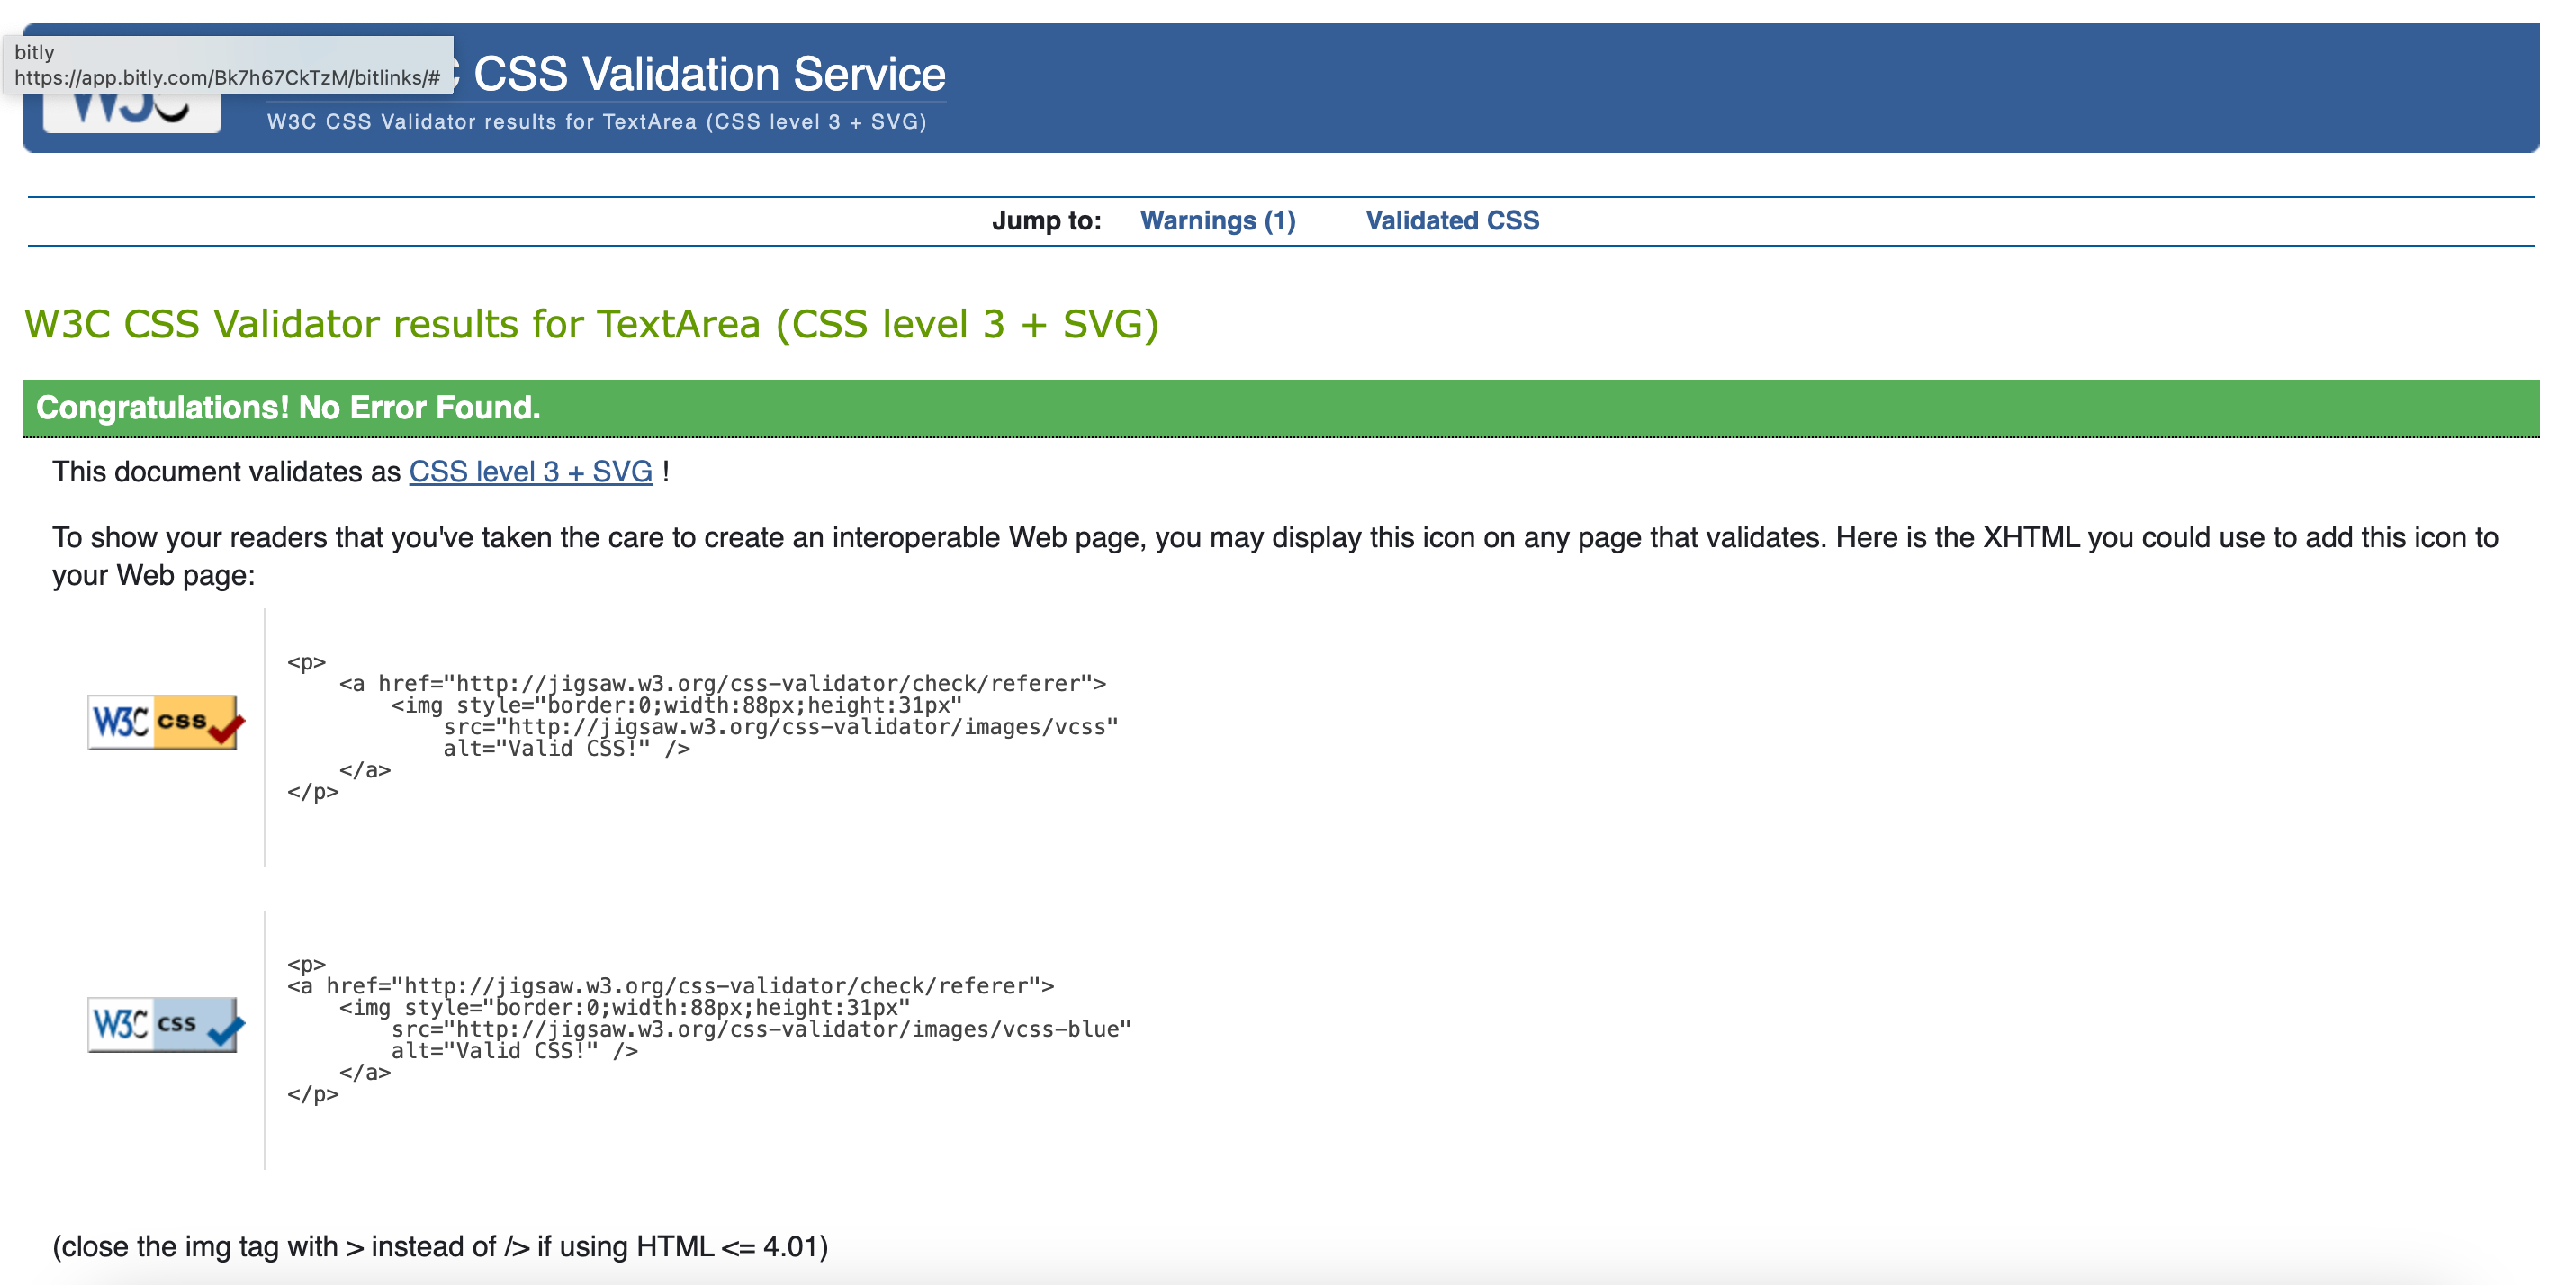 bitly
https://app.bitly.com/Bk7h67CkTzM/bitlinks/#
CSS Validation Service
W3C
W3C CSS Validator results for TextArea (CSS level 3 + SVG)
Jump to: Warnings (1) Validated CSS
W3C CSS Validator results for TextArea (CSS level 3 + SVG)
Congratulations! No Error Found.
This document validates as CSS level 3 + SVG !
To show your readers that you've taken the care to create an interoperable Web page, you may display this icon on any page that validates. Here is the XHTML you could use to add this icon to
your Web page:
W3C css
<p>
    <a href="http://jigsaw.w3.org/css-validator/check/referer">
        <img style="border:0;width:88px;height:31px"
            src="http://jigsaw.w3.org/css-validator/images/vcss"
            alt="Valid CSS!" />
    </a>
</p>
W3C css
<p>
<a href="http://jigsaw.w3.org/css-validator/check/referer">
    <img style="border:0;width:88px;height:31px"
        src="http://jigsaw.w3.org/css-validator/images/vcss-blue"
        alt="Valid CSS!" />
    </a>
</p>
(close the img tag with > instead of /> if using HTML <= 4.01)